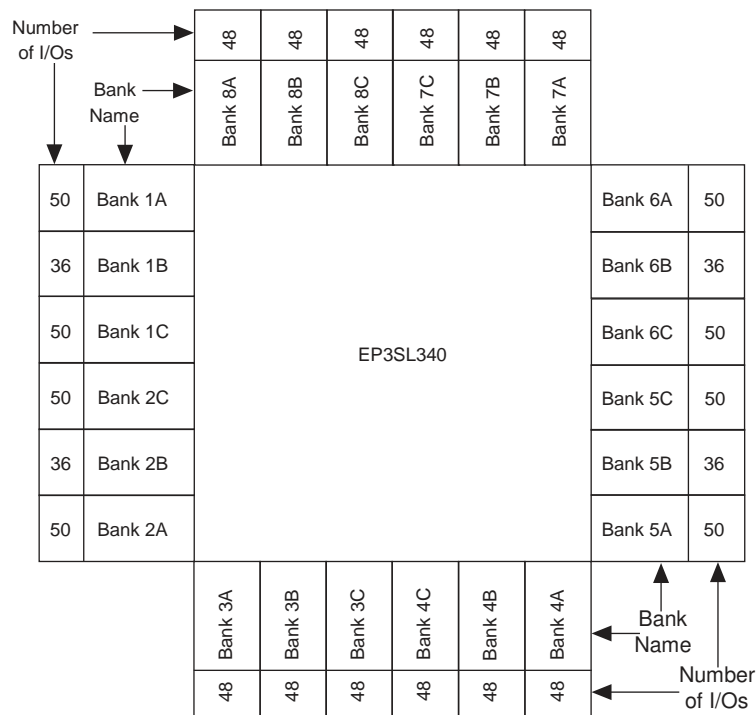 Number
of I/Os
48 48 48 48 48 48
Bank
Name
Bank 8A Bank 8B Bank 8C Bank 7C Bank 7B Bank 7A
50 Bank 1A Bank 6A 50
36 Bank 1B Bank 6B 36
50 Bank 1C Bank 6C 50
EP3SL340
50 Bank 2C Bank 5C 50
36 Bank 2B Bank 5B 36
50 Bank 2A Bank 5A 50
Bank 3A Bank 3B Bank 3C Bank 4C Bank 4B Bank 4A
Bank
Name
48 48 48 48 48 48
Number
of I/Os